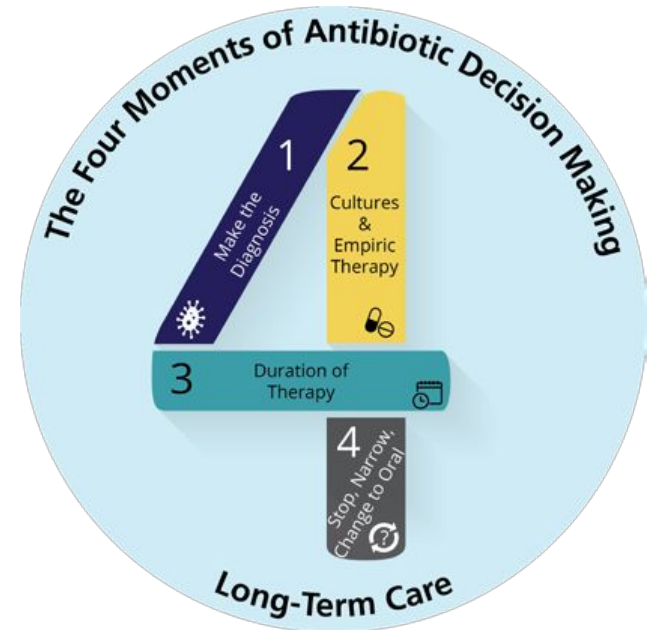 The Four Moments of Antibiotic Decision Making
1
Make the
Diagnosis
2
Cultures
&
Empiric
Therapy
3
Duration of
Therapy
4
Stop, Narrow,
Change to Oral
?
Long-Term Care